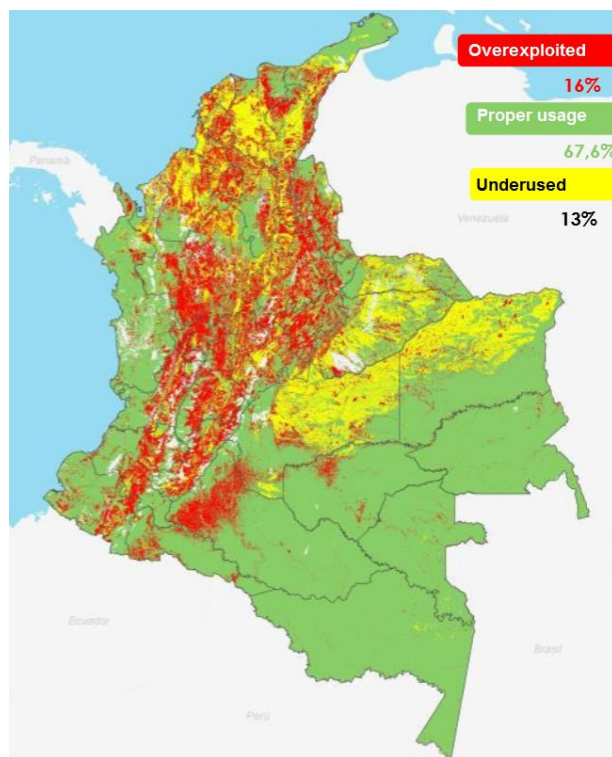 Overexploited
16%
Proper usage
67,6%
Underused
13%
Panamá
Venezuela
Ecuador
Brasil
Perú